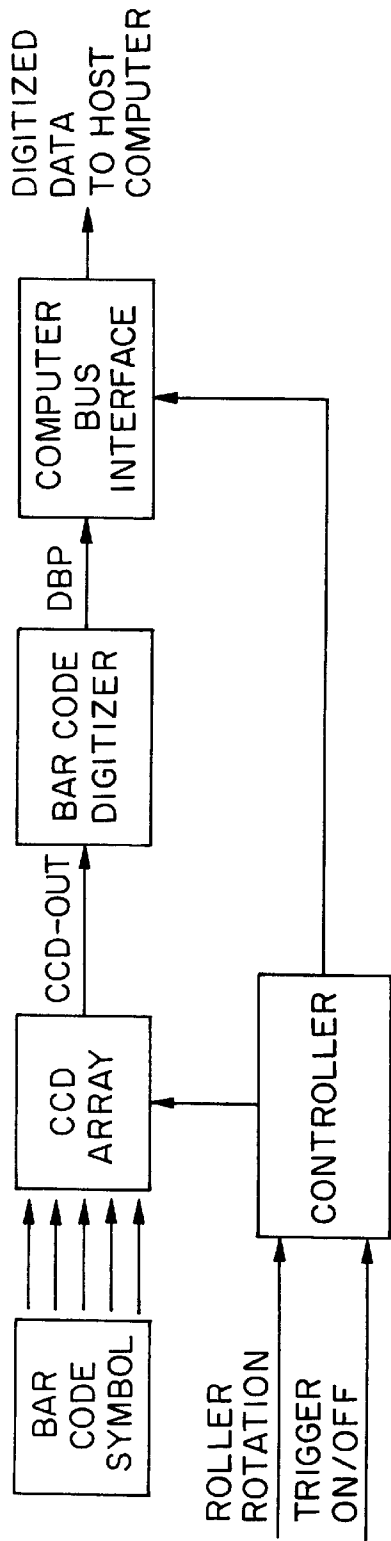 BAR
CODE
SYMBOL
CCD
ARRAY
CCD-OUT
BAR CODE
DIGITIZER
DBP
COMPUTER
BUS
INTERFACE
DIGITIZED
DATA
TO HOST
COMPUTER
ROLLER
ROTATION
TRIGGER
ON/OFF
CONTROLLER